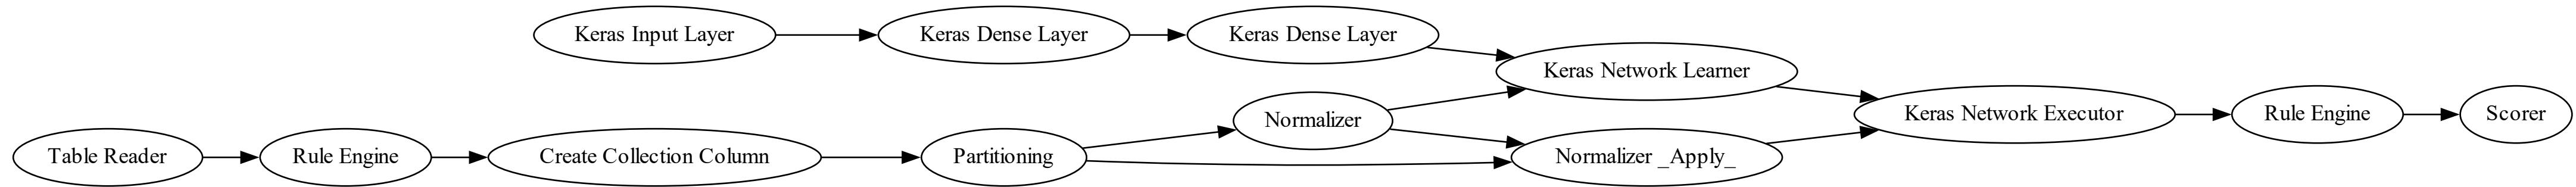 Keras Input Layer
Keras Dense Layer
Keras Dense Layer
Keras Network Learner
Table Reader
Rule Engine
Create Collection Column
Partitioning
Normalizer
Normalizer _Apply_
Keras Network Executor
Rule Engine
Scorer